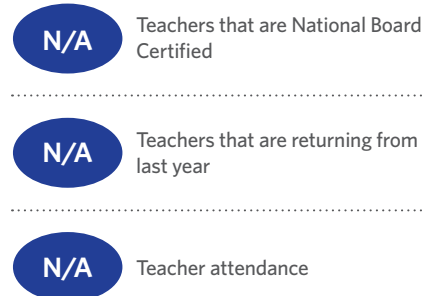 N/A
Teachers that are National Board
Certified
N/A
Teachers that are returning from
last year
N/A
Teacher attendance